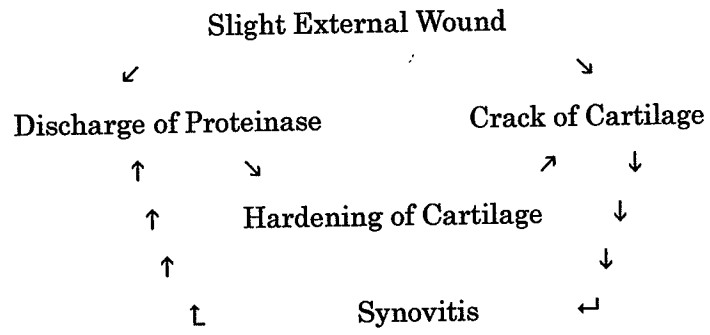 Slight External Wound
Discharge of Proteinase Crack of Cartilage
Hardening of Cartilage
Synovitis